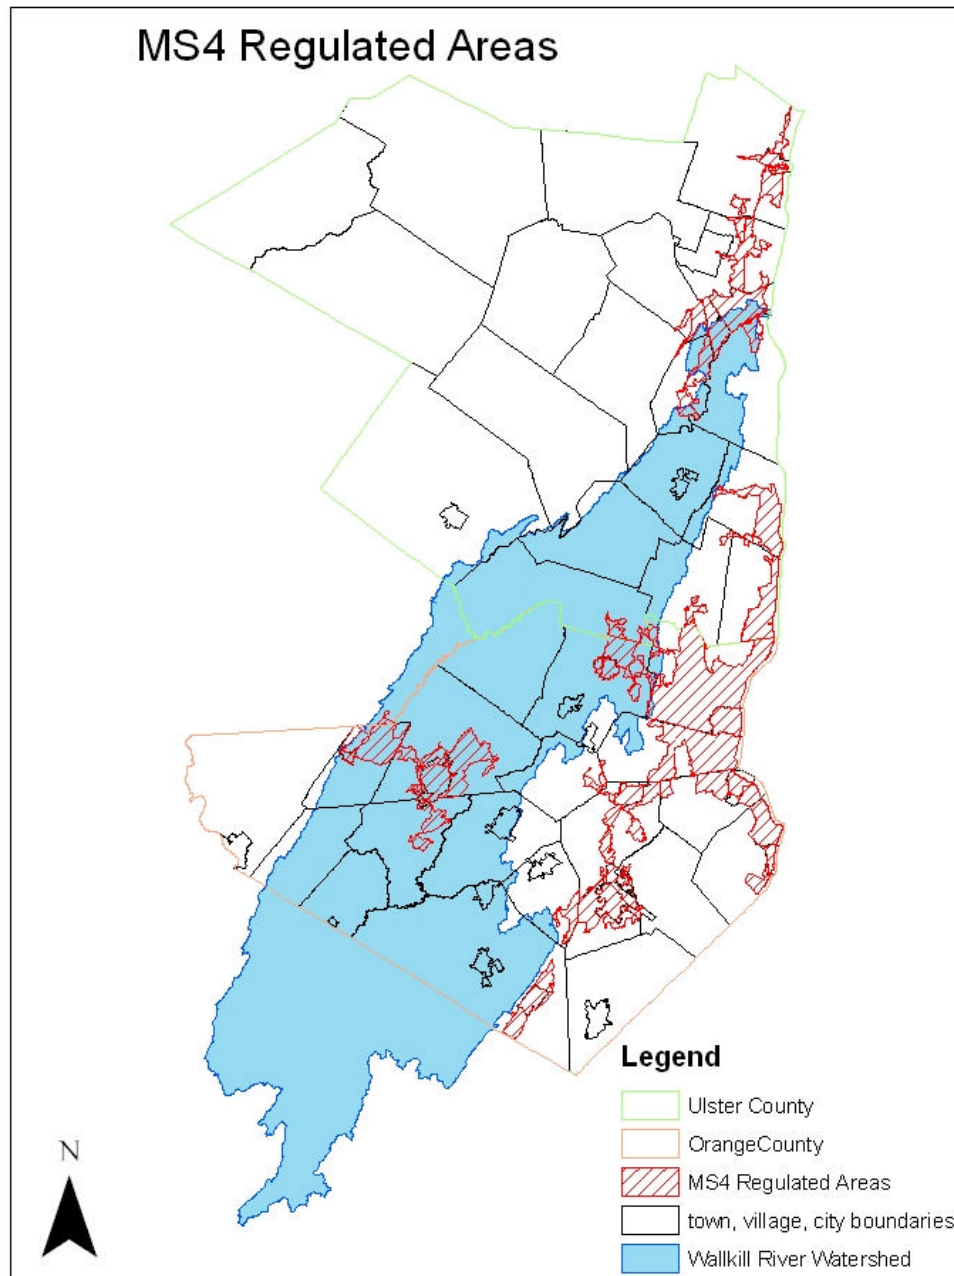 MS4 Regulated Areas
Legend
Ulster County
OrangeCounty
MS4 Regulated Areas
town, village, city boundaries
Wallkill River Watershed
N